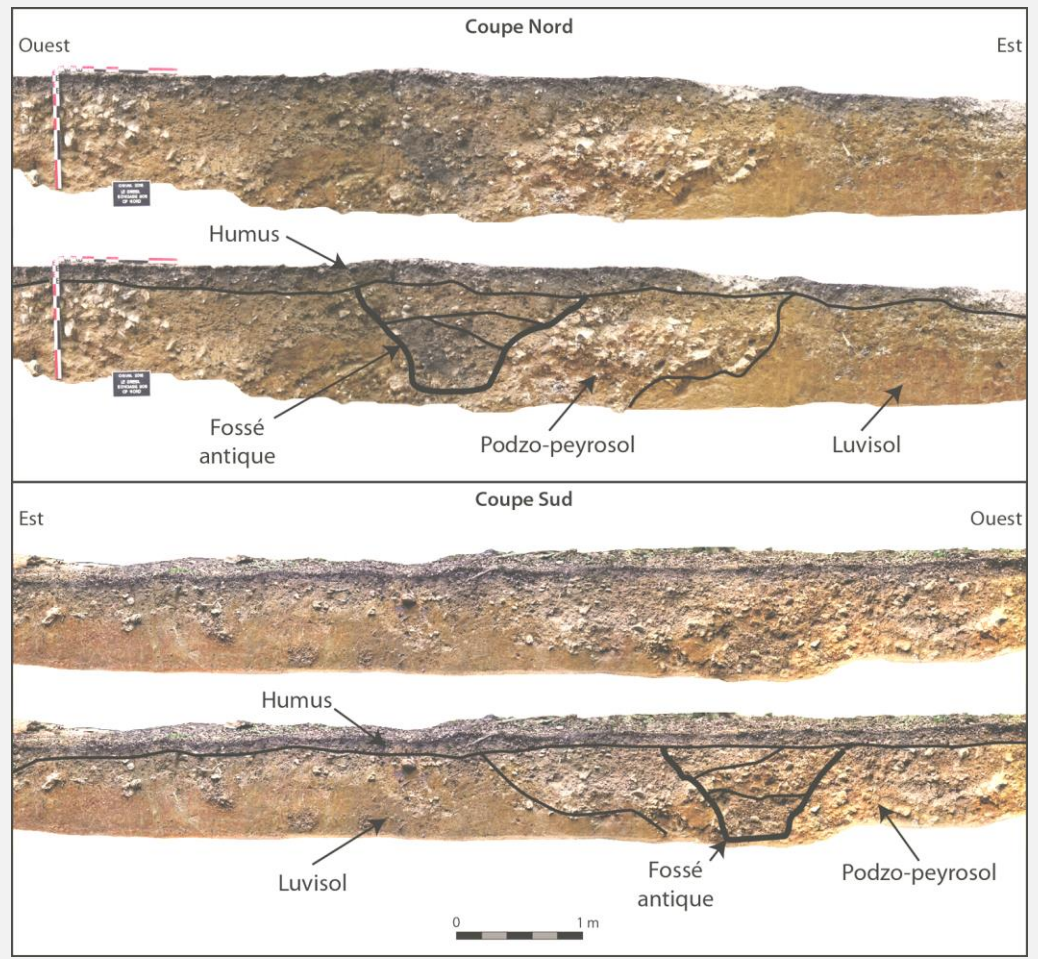 Coupe Nord
Ouest
Est
Humus
Fossé
antique
Podzo-peyrosol
Luvisol
Coupe Sud
Est
Ouest
Humus
Luvisol
Fossé
antique
Podzo-peyrosol
0
1 m